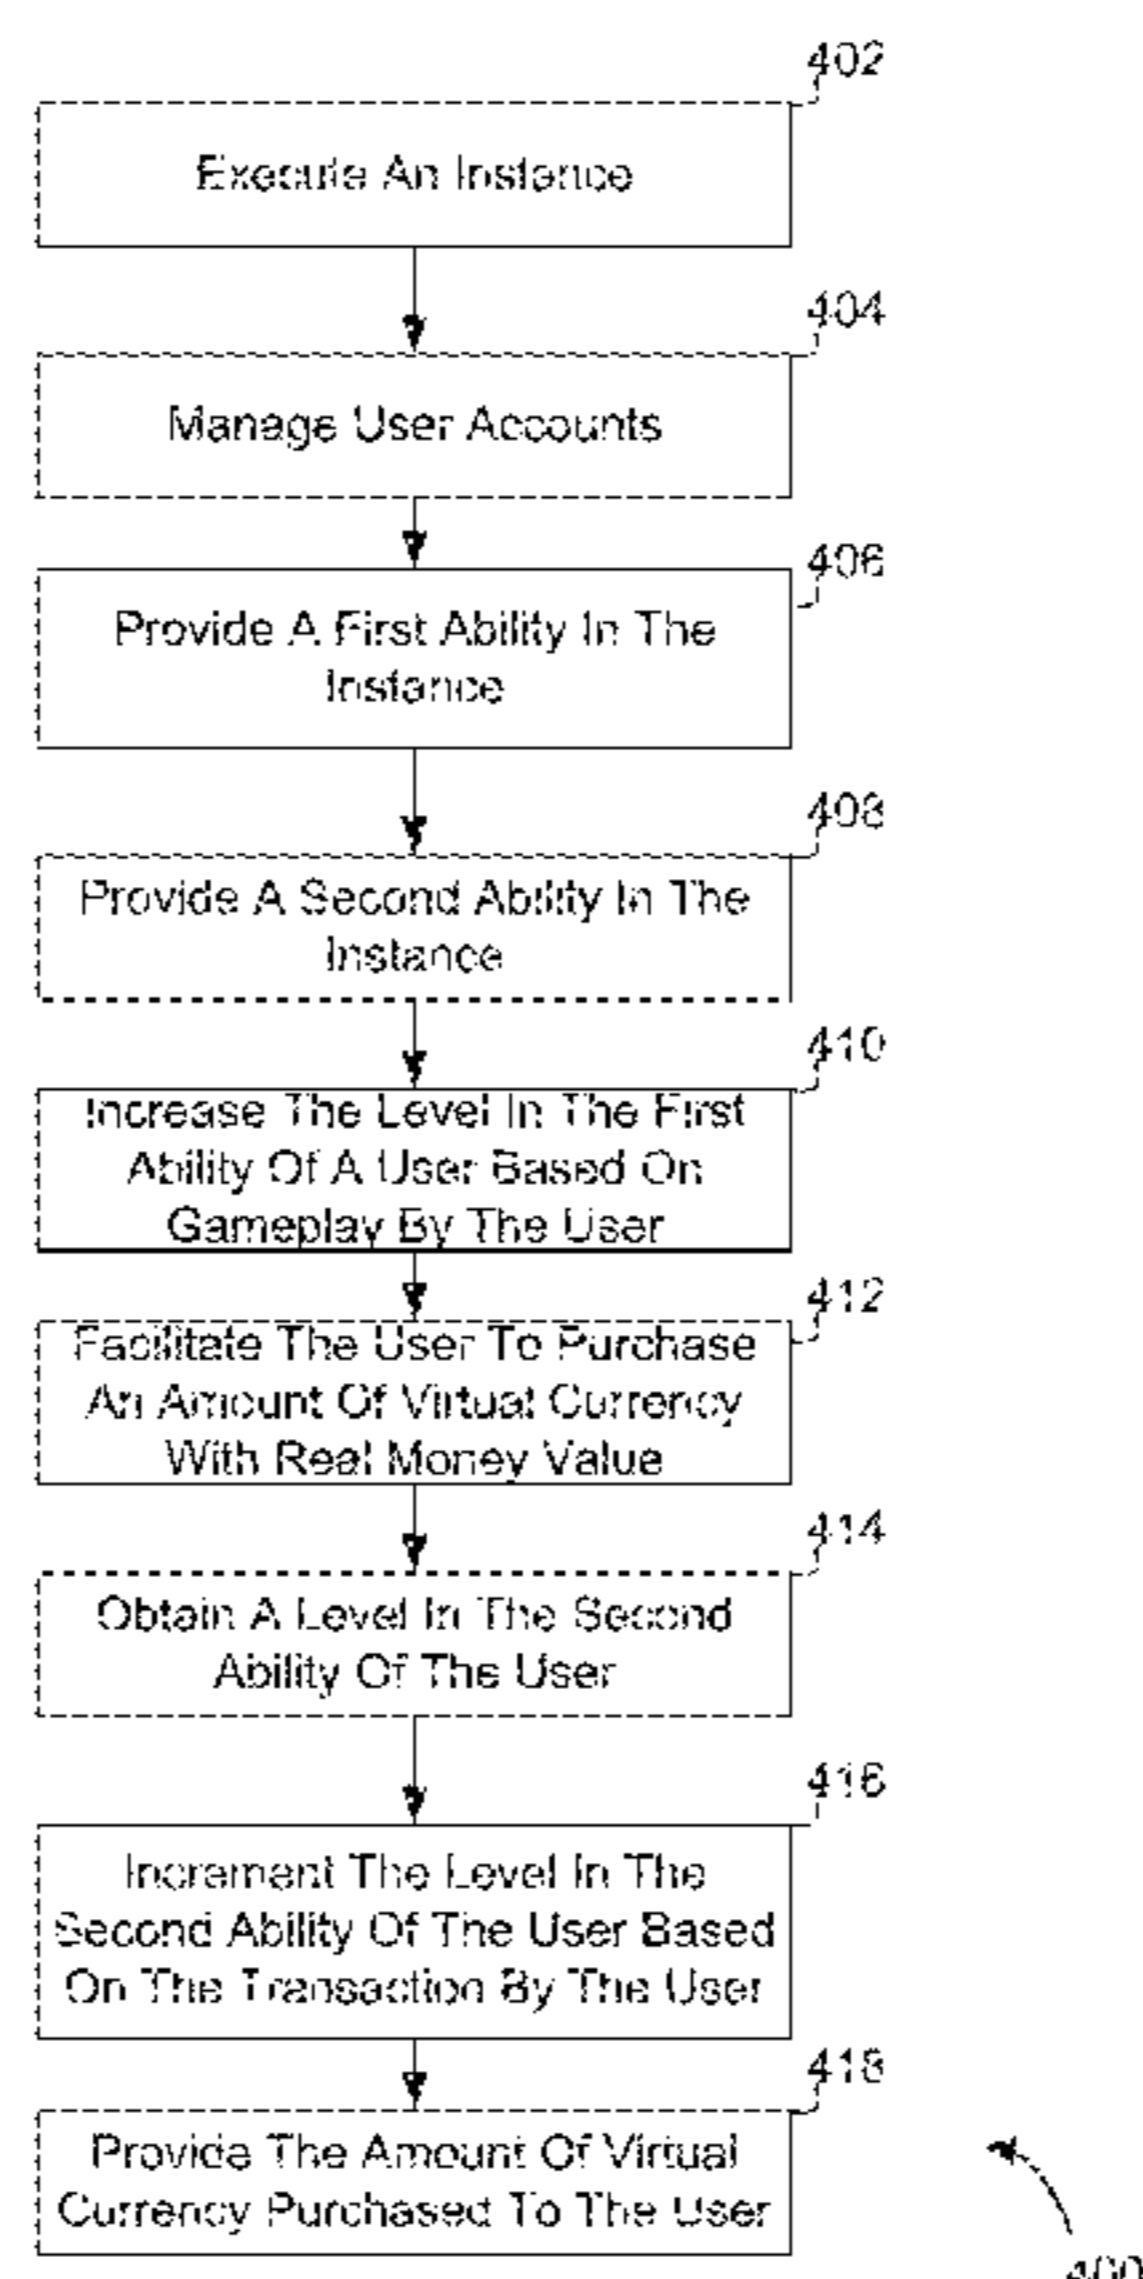 402
Execute An Instance
404
Manage User Accounts
406
Provide A First Ability In The
Instance
408
Provide A Second Ability In The
Instance
410
Increase The Level In The First
Ability Of A User Based On
Gameplay By The User
412
Facilitate The User To Purchase
An Amount Of Virtual Currency
With Real Money Value
414
Obtain A Level In The Second
Ability Of The User
416
Increment The Level In The
Second Ability Of The User Based
On The Transaction By The User
418
Provide The Amount Of Virtual
Currency Purchased To The User
400